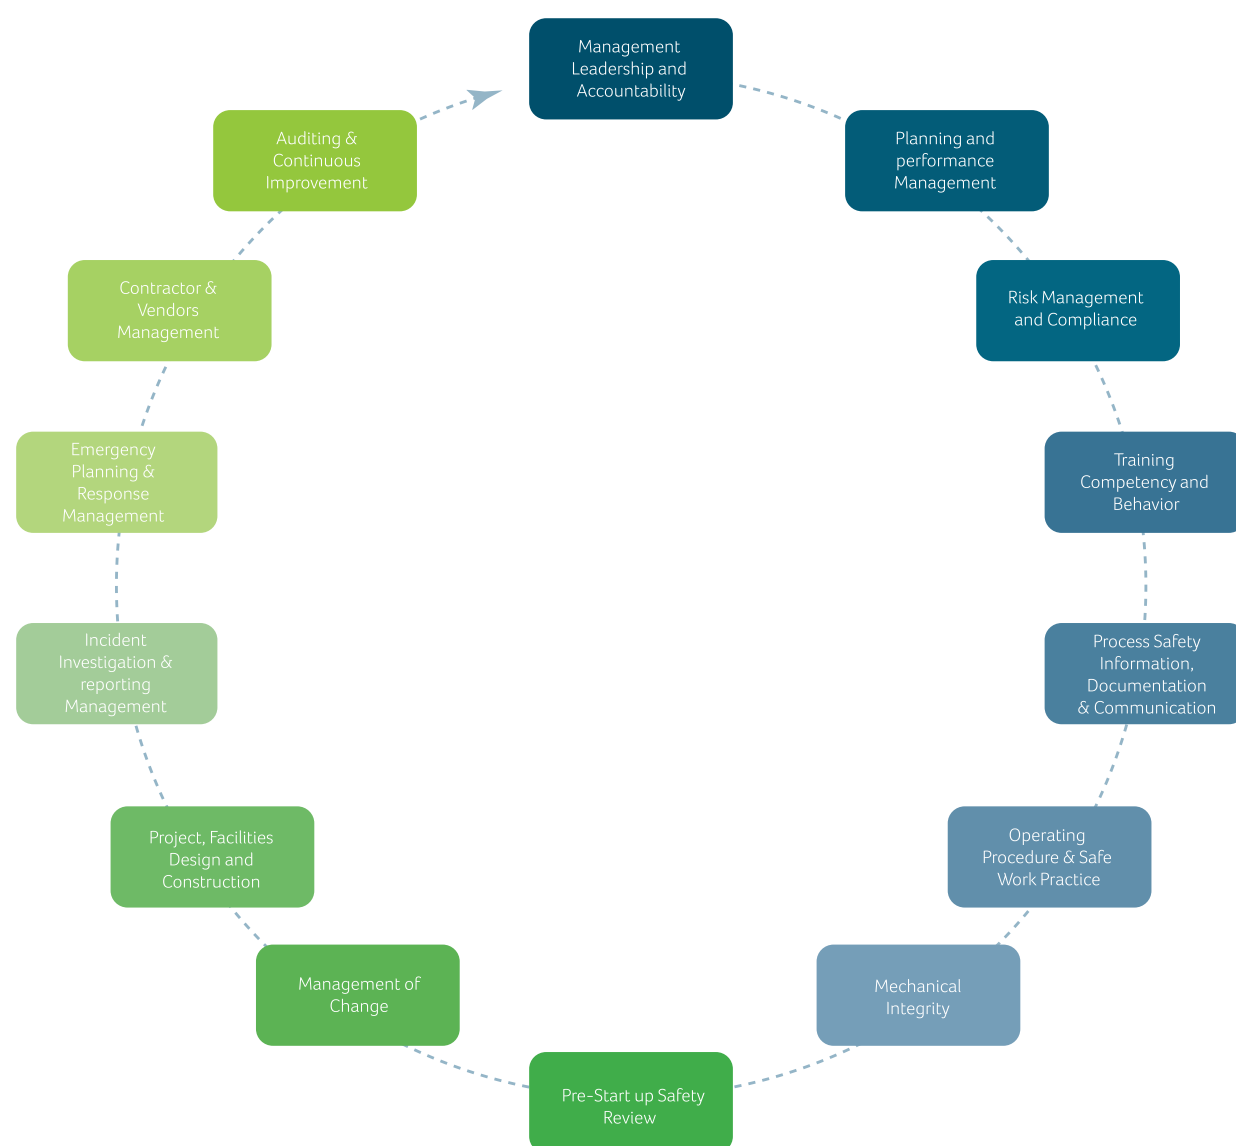 Management
Leadership and
Accountability
Planning and
performance
Management
Risk Management
and Compliance
Training
Competency and
Behavior
Process Safety
Information,
Documentation
& Communication
Operating
Procedure & Safe
Work Practice
Mechanical
Integrity
Pre-Start up Safety
Review
Management of
Change
Project, Facilities
Design and
Construction
Incident
Investigation &
reporting
Management
Emergency
Planning &
Response
Management
Contractor &
Vendors
Management
Auditing &
Continuous
Improvement